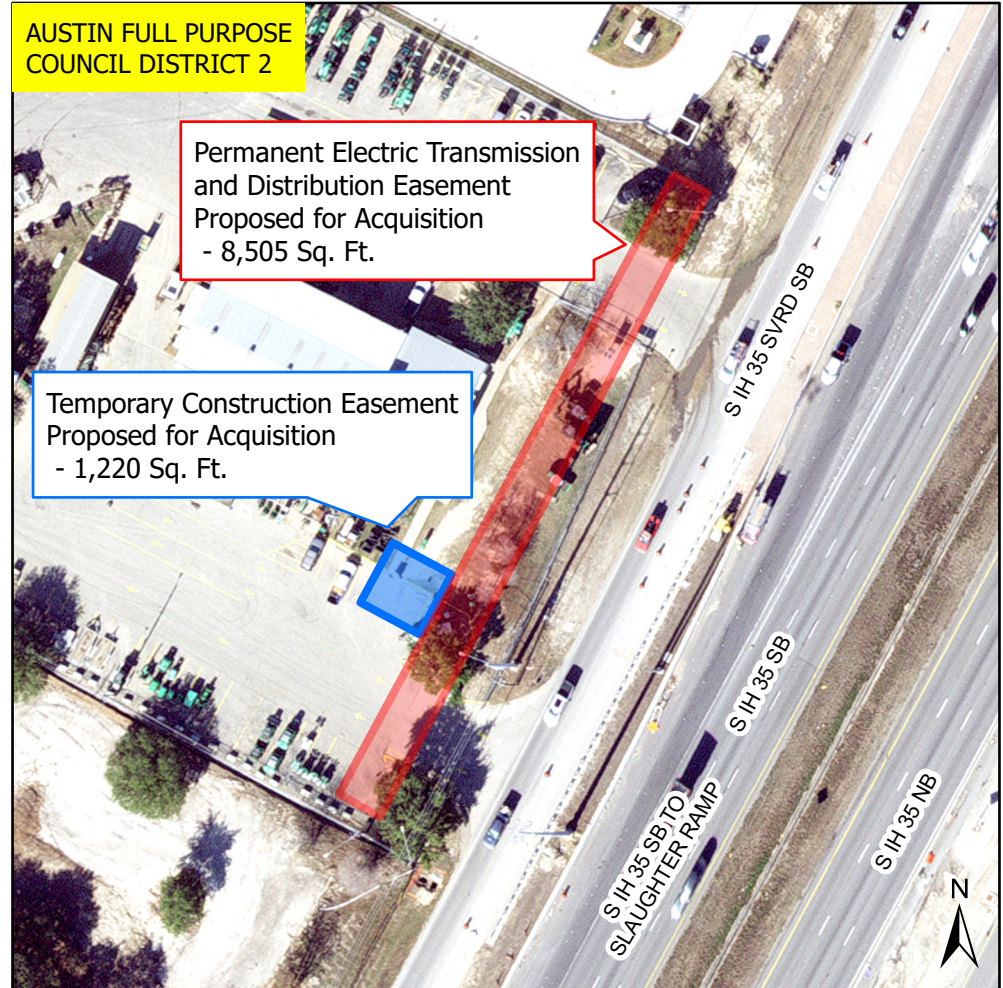 AUSTIN FULL PURPOSE
COUNCIL DISTRICT 2
Permanent Electric Transmission
and Distribution Easement
Proposed for Acquisition
- 8,505 Sq. Ft.
Temporary Construction Easement
Proposed for Acquisition
- 1,220 Sq. Ft.
S IH 35 SVRD SB
S IH 35 SB
S IH 35 SB TO
SLAUGHTER RAMP
S IH 35 NB
N